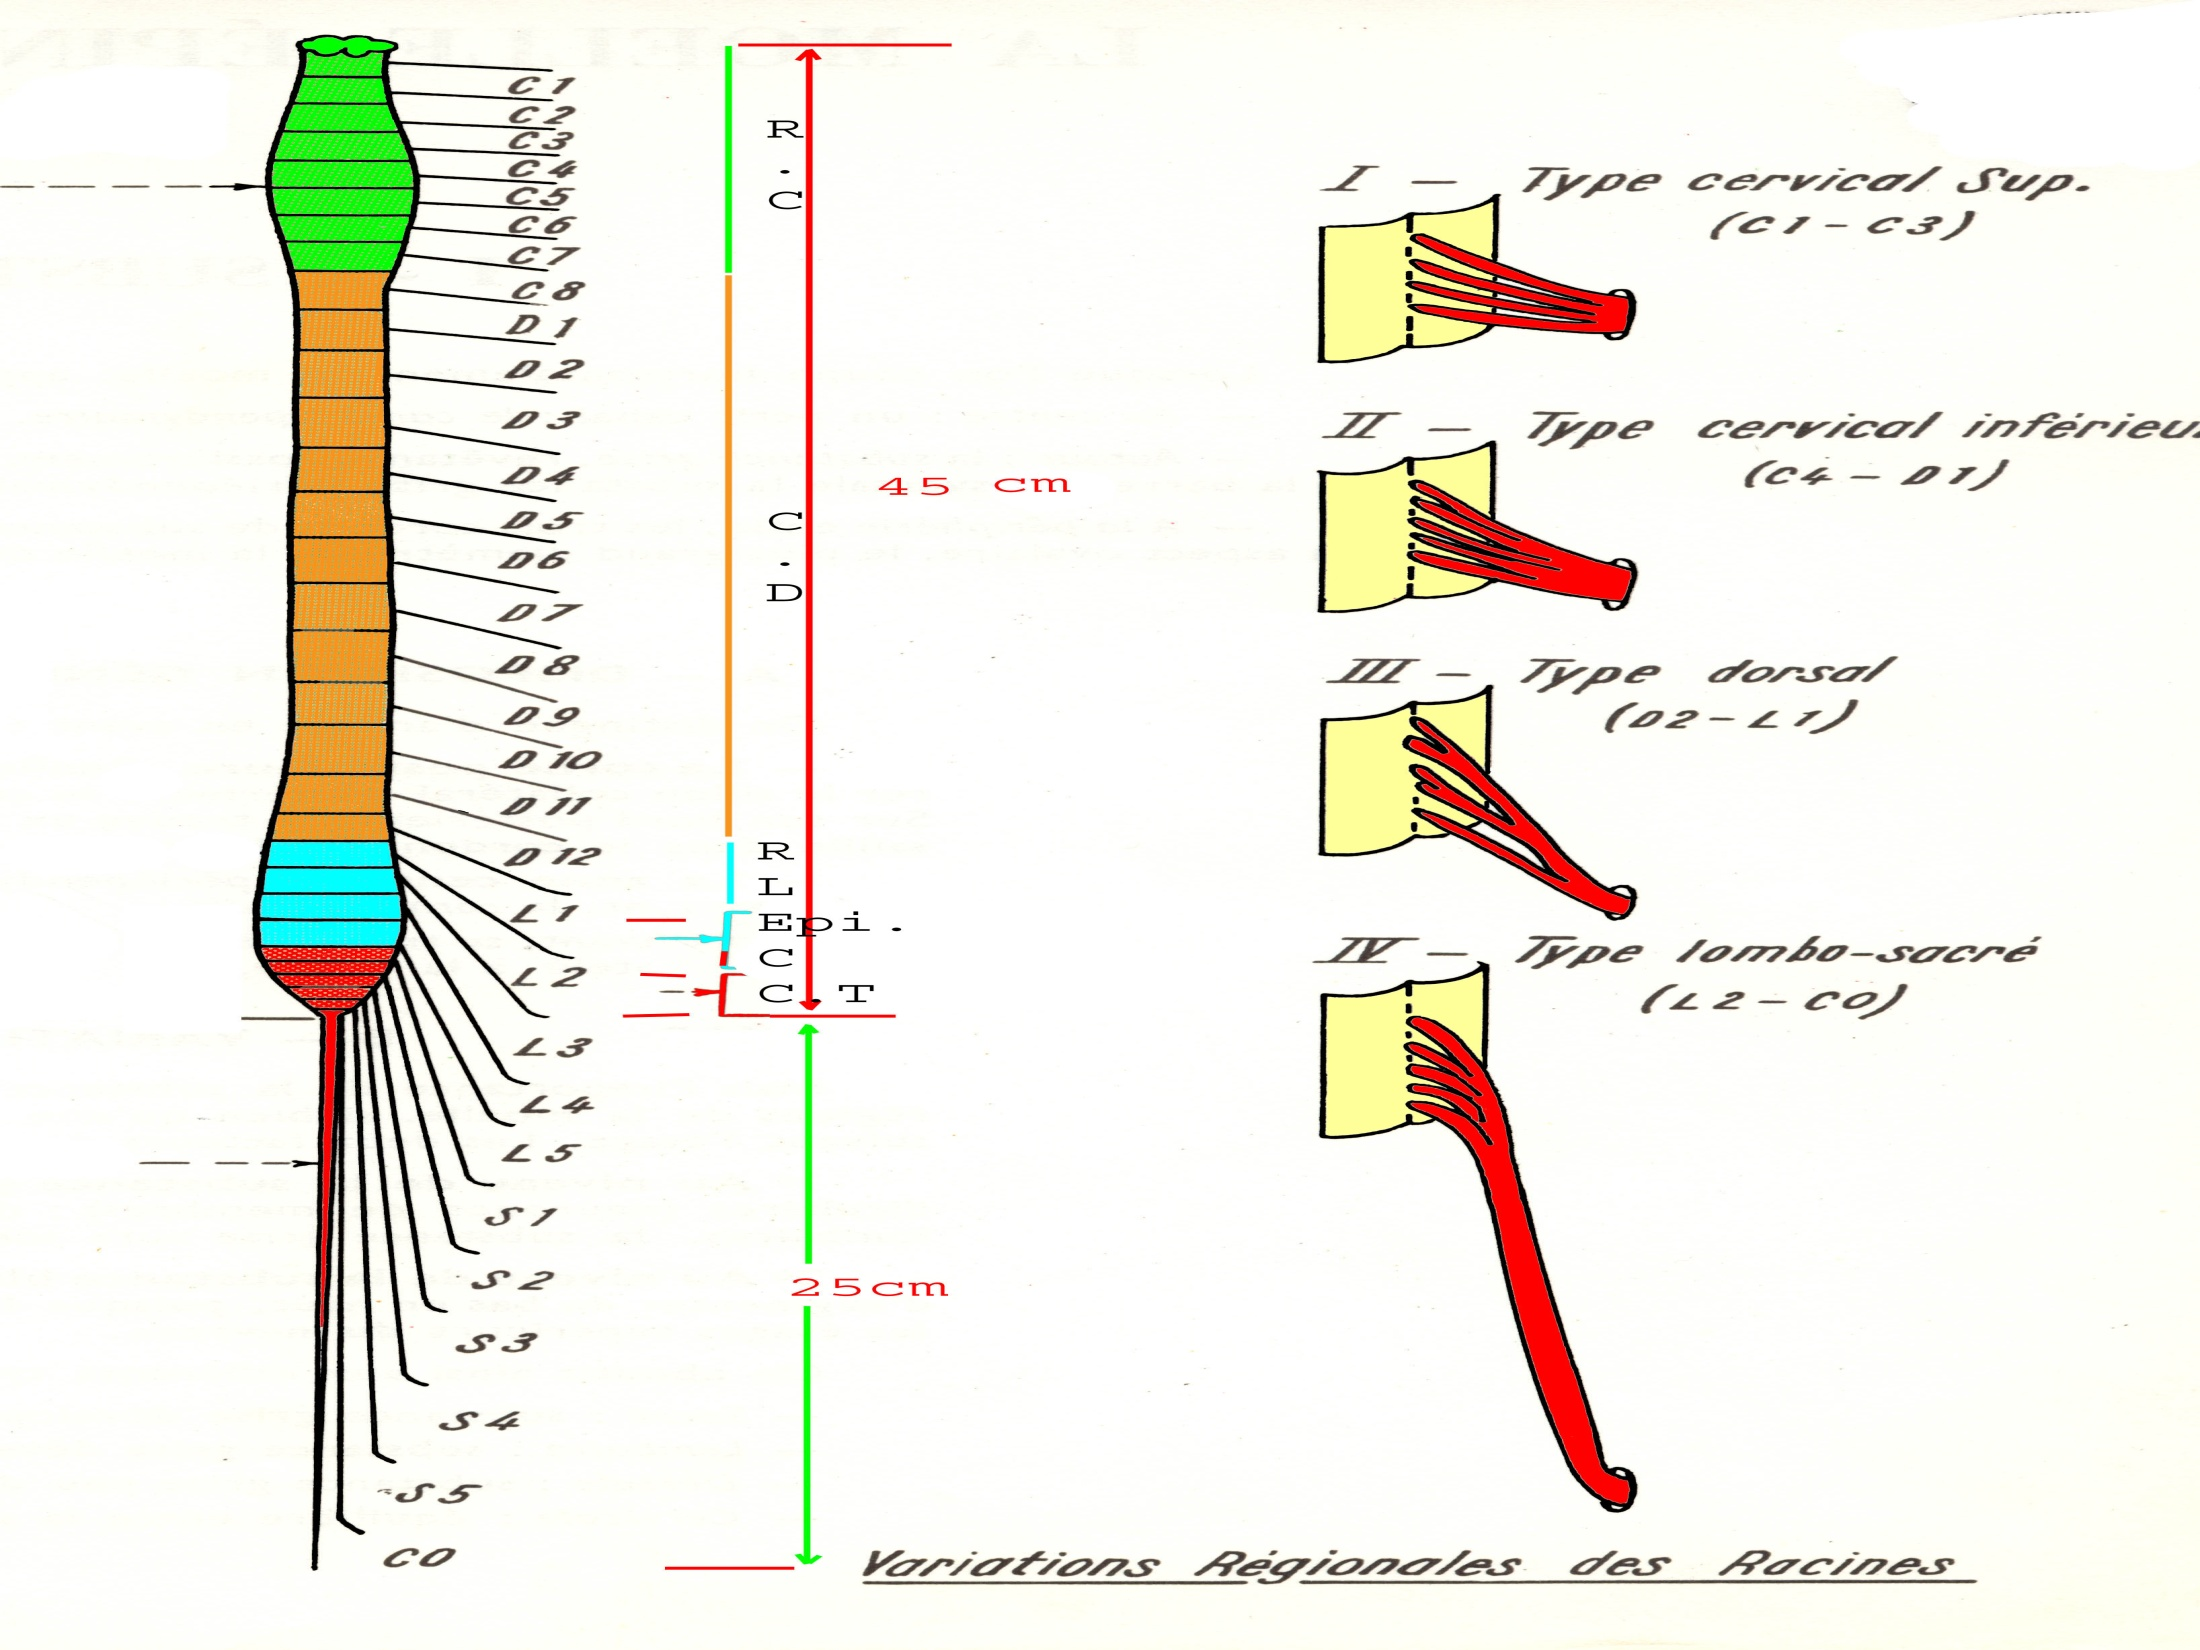 C1
C2
C3
C4
C5
C6
C7
C8
D1
D2
D3
D4
D5
D6
D7
D8
D9
D10
D11
D12
L1
L2
L3
L4
L5
S1
S2
S3
S4
S5
CO
R
.
C
C
.
D
R
L
Epi.
C
C.T
45 cm
25cm
I - Type cervical Sup.
(C1 - C3)
II - Type cervical inférieu
(C4 - D1)
III - Type dorsal
(D2 - L1)
IV - Type lombo-sacré
(L2 - CO)
Variations Régionales des Racines